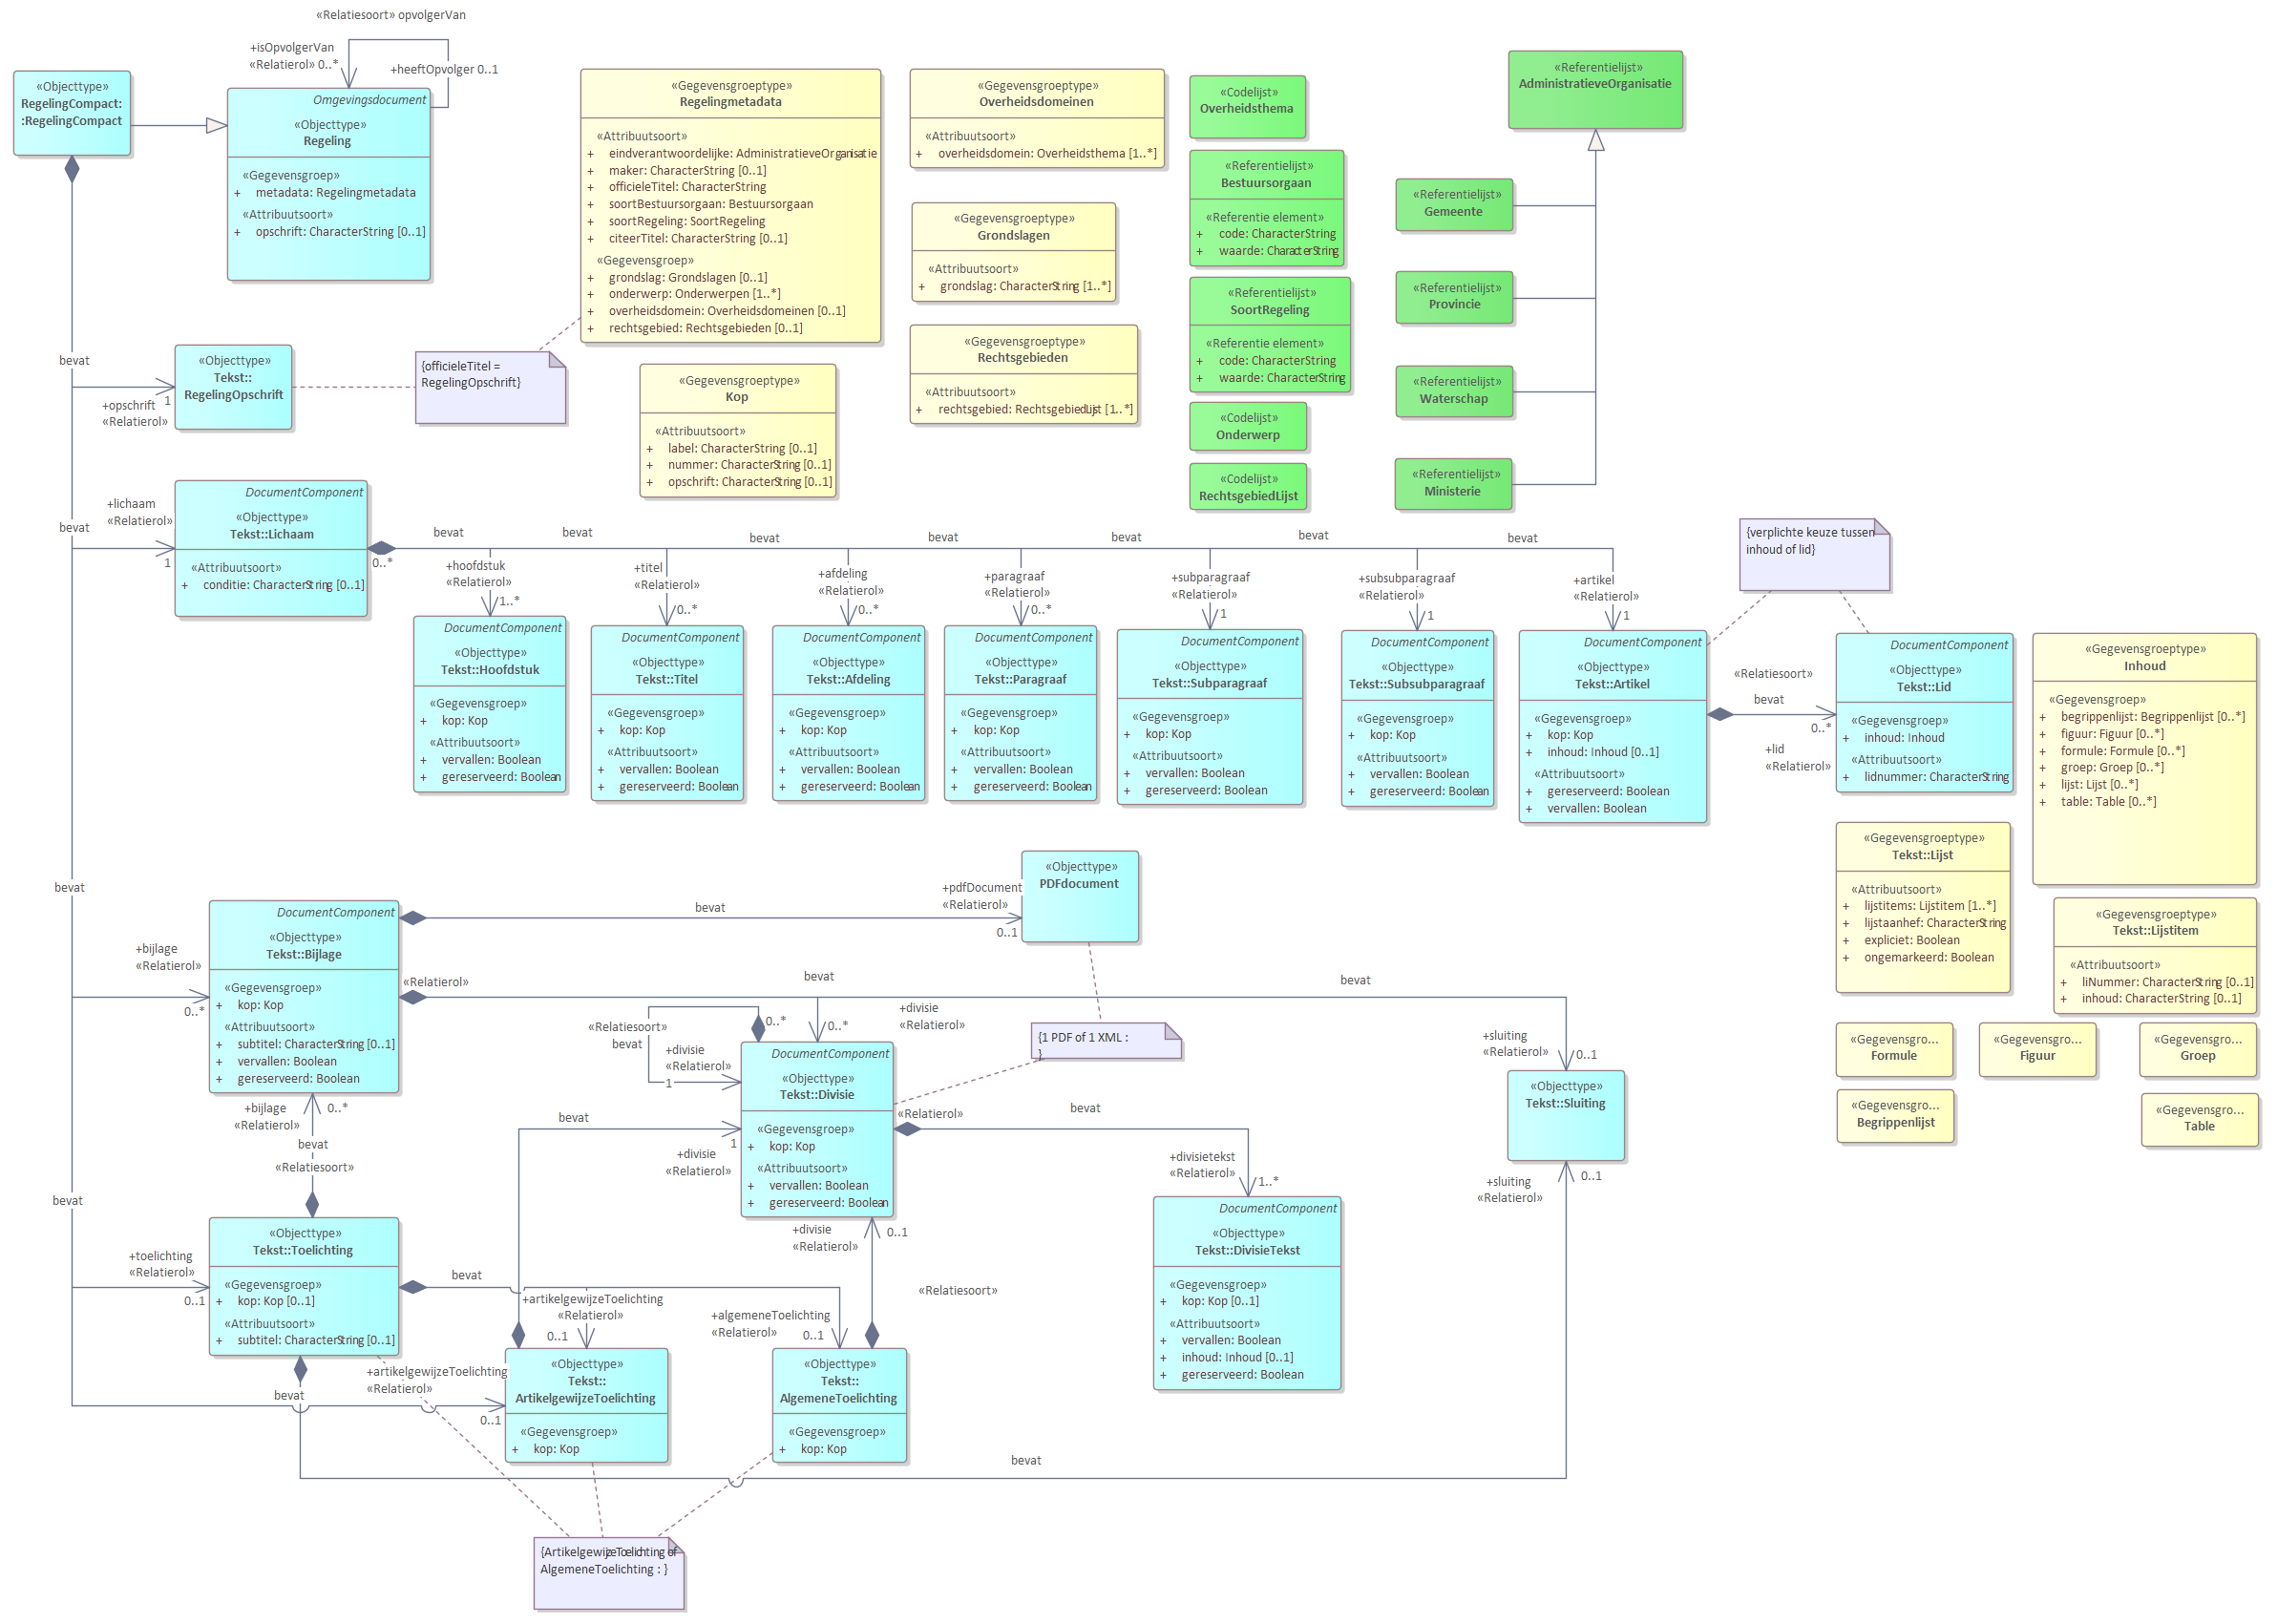 «Relatiesoort» opvolgerVan
+isOpvolgerVan
«Relatierol» 0..*
+heeftOpvolger 0..1
«Objecttype»
RegelingCompact:
:RegelingCompact
Omgevingsdocument
«Objecttype»
Regeling
«Gegevensgroep»
+ metadata: Regelingmetadata
«Attribuutsoort»
+ opschrift: CharacterString [0..1]
«Gegevensgroeptype»
Regelingmetadata
«Attribuutsoort»
+ eindverantwoordelijke: AdministratieveOrganisatie
+ maker: CharacterString [0..1]
+ officieleTitel: CharacterString
+ soortBestuursorgaan: Bestuursorgaan
+ soortRegeling: SoortRegeling
+ citeerTitel: CharacterString [0..1]
«Gegevensgroep»
+ grondslag: Grondslagen [0..1]
+ onderwerp: Onderwerpen [1..*]
+ overheidsdomein: Overheidsdomeinen [0..1]
+ rechtsgebied: Rechtsgebieden [0..1]
«Gegevensgroeptype»
Overheidsdomeinen
«Attribuutsoort»
+ overheidsdomein: Overheidsthema [1..*]
«Gegevensgroeptype»
Grondslagen
«Attribuutsoort»
+ grondslag: CharacterString [1..*]
«Gegevensgroeptype»
Rechtsgebieden
«Attribuutsoort»
+ rechtsgebied: RechtsgebiedLijst [1..*]
«Codelijst»
Overheidsthema
«Referentielijst»
Bestuursorgaan
«Referentie element»
+ code: CharacterString
+ waarde: CharacterString
«Referentielijst»
SoortRegeling
«Referentie element»
+ code: CharacterString
+ waarde: CharacterString
«Codelijst»
Onderwerp
«Codelijst»
RechtsgebiedLijst
«Referentielijst»
AdministratieveOrganisatie
«Referentielijst»
Gemeente
«Referentielijst»
Provincie
«Referentielijst»
Waterschap
«Referentielijst»
Ministerie
bevat
+opschrift
«Relatierol»
1
«Objecttype»
Tekst::
RegelingOpschrift
{officieleTitel =
RegelingOpschrift}
«Gegevensgroeptype»
Kop
«Attribuutsoort»
+ label: CharacterString [0..1]
+ nummer: CharacterString [0..1]
+ opschrift: CharacterString [0..1]
bevat
+lichaam
«Relatierol»
1
DocumentComponent
«Objecttype»
Tekst::Lichaam
«Attribuutsoort»
+ conditie: CharacterString [0..1]
0..*
bevat
bevat
bevat
bevat
bevat
bevat
bevat
+hoofdstuk
«Relatierol»
1..*
+titel
«Relatierol»
0..*
+afdeling
«Relatierol»
0..*
+paragraaf
«Relatierol»
0..*
+subparagraaf
«Relatierol»
1
+subsubparagraaf
«Relatierol»
1
+artikel
«Relatierol»
1
{verplichte keuze tussen
inhoud of lid}
DocumentComponent
«Objecttype»
Tekst::Hoofdstuk
«Gegevensgroep»
+ kop: Kop
«Attribuutsoort»
+ vervallen: Boolean
+ gereserveerd: Boolean
DocumentComponent
«Objecttype»
Tekst::Titel
«Gegevensgroep»
+ kop: Kop
«Attribuutsoort»
+ vervallen: Boolean
+ gereserveerd: Boolean
DocumentComponent
«Objecttype»
Tekst::Afdeling
«Gegevensgroep»
+ kop: Kop
«Attribuutsoort»
+ vervallen: Boolean
+ gereserveerd: Boolean
DocumentComponent
«Objecttype»
Tekst::Paragraaf
«Gegevensgroep»
+ kop: Kop
«Attribuutsoort»
+ vervallen: Boolean
+ gereserveerd: Boolean
DocumentComponent
«Objecttype»
Tekst::Subparagraaf
«Gegevensgroep»
+ kop: Kop
«Attribuutsoort»
+ vervallen: Boolean
+ gereserveerd: Boolean
DocumentComponent
«Objecttype»
Tekst::Subsubparagraaf
«Gegevensgroep»
+ kop: Kop
«Attribuutsoort»
+ vervallen: Boolean
+ gereserveerd: Boolean
DocumentComponent
«Objecttype»
Tekst::Artikel
«Gegevensgroep»
+ kop: Kop
+ inhoud: Inhoud [0..1]
«Attribuutsoort»
+ gereserveerd: Boolean
+ vervallen: Boolean
«Relatiesoort»
bevat
0..*
+lid
«Relatierol»
DocumentComponent
«Objecttype»
Tekst::Lid
«Gegevensgroep»
+ inhoud: Inhoud
«Attribuutsoort»
+ lidnummer: CharacterString
«Gegevensgroeptype»
Inhoud
«Gegevensgroep»
+ begrippenlijst: Begrippenlijst [0..*]
+ figuur: Figuur [0..*]
+ formule: Formule [0..*]
+ groep: Groep [0..*]
+ lijst: Lijst [0..*]
+ table: Table [0..*]
«Gegevensgroeptype»
Tekst::Lijst
«Attribuutsoort»
+ lijstitems: Lijstitem [1..*]
+ lijstaanhef: CharacterString
+ expliciet: Boolean
+ ongemarkeerd: Boolean
«Gegevensgroeptype»
Tekst::Lijstitem
«Attribuutsoort»
+ liNummer: CharacterString [0..1]
+ inhoud: CharacterString [0..1]
«Gegevensgro...
Formule
«Gegevensgro...
Figuur
«Gegevensgro...
Groep
«Gegevensgro...
Begrippenlijst
«Gegevensgro...
Table
bevat
+bijlage
«Relatierol»
0..*
DocumentComponent
«Objecttype»
Tekst::Bijlage
«Gegevensgroep»
+ kop: Kop
«Attribuutsoort»
+ subtitel: CharacterString [0..1]
+ vervallen: Boolean
+ gereserveerd: Boolean
bevat
+pdfDocument
«Relatierol»
0..1
«Objecttype»
PDFdocument
«Relatierol»
bevat
bevat
+divisie
«Relatierol»
0..*
0..*
«Relatiesoort»
bevat
+divisie
«Relatierol»
1
{1 PDF of 1 XML :
}
+sluiting
«Relatierol»
0..1
DocumentComponent
«Objecttype»
Tekst::Divisie
«Gegevensgroep»
+ kop: Kop
«Attribuutsoort»
+ vervallen: Boolean
+ gereserveerd: Boolean
«Objecttype»
Tekst::Sluiting
+bijlage
«Relatierol»
0..*
bevat
«Relatiesoort»
bevat
1
+divisie
«Relatierol»
«Relatierol»
bevat
+divisietekst
«Relatierol»
1..*
+sluiting
«Relatierol»
0..1
bevat
+toelichting
«Relatierol»
0..1
«Objecttype»
Tekst::Toelichting
«Gegevensgroep»
+ kop: Kop [0..1]
«Attribuutsoort»
+ subtitel: CharacterString [0..1]
+divisie
«Relatierol»
0..1
«Relatiesoort»
DocumentComponent
«Objecttype»
Tekst::DivisieTekst
«Gegevensgroep»
+ kop: Kop [0..1]
«Attribuutsoort»
+ vervallen: Boolean
+ inhoud: Inhoud [0..1]
+ gereserveerd: Boolean
bevat
+artikelgewijzeToelichting
«Relatierol»
0..1
+algemeneToelichting
«Relatierol»
0..1
+artikelgewijzeToelichting
«Relatierol»
0..1
bevat
«Objecttype»
Tekst::
ArtikelgewijzeToelichting
«Gegevensgroep»
+ kop: Kop
«Objecttype»
Tekst::
AlgemeneToelichting
«Gegevensgroep»
+ kop: Kop
bevat
{ArtikelgewijzeToelichting of
AlgemeneToelichting : }